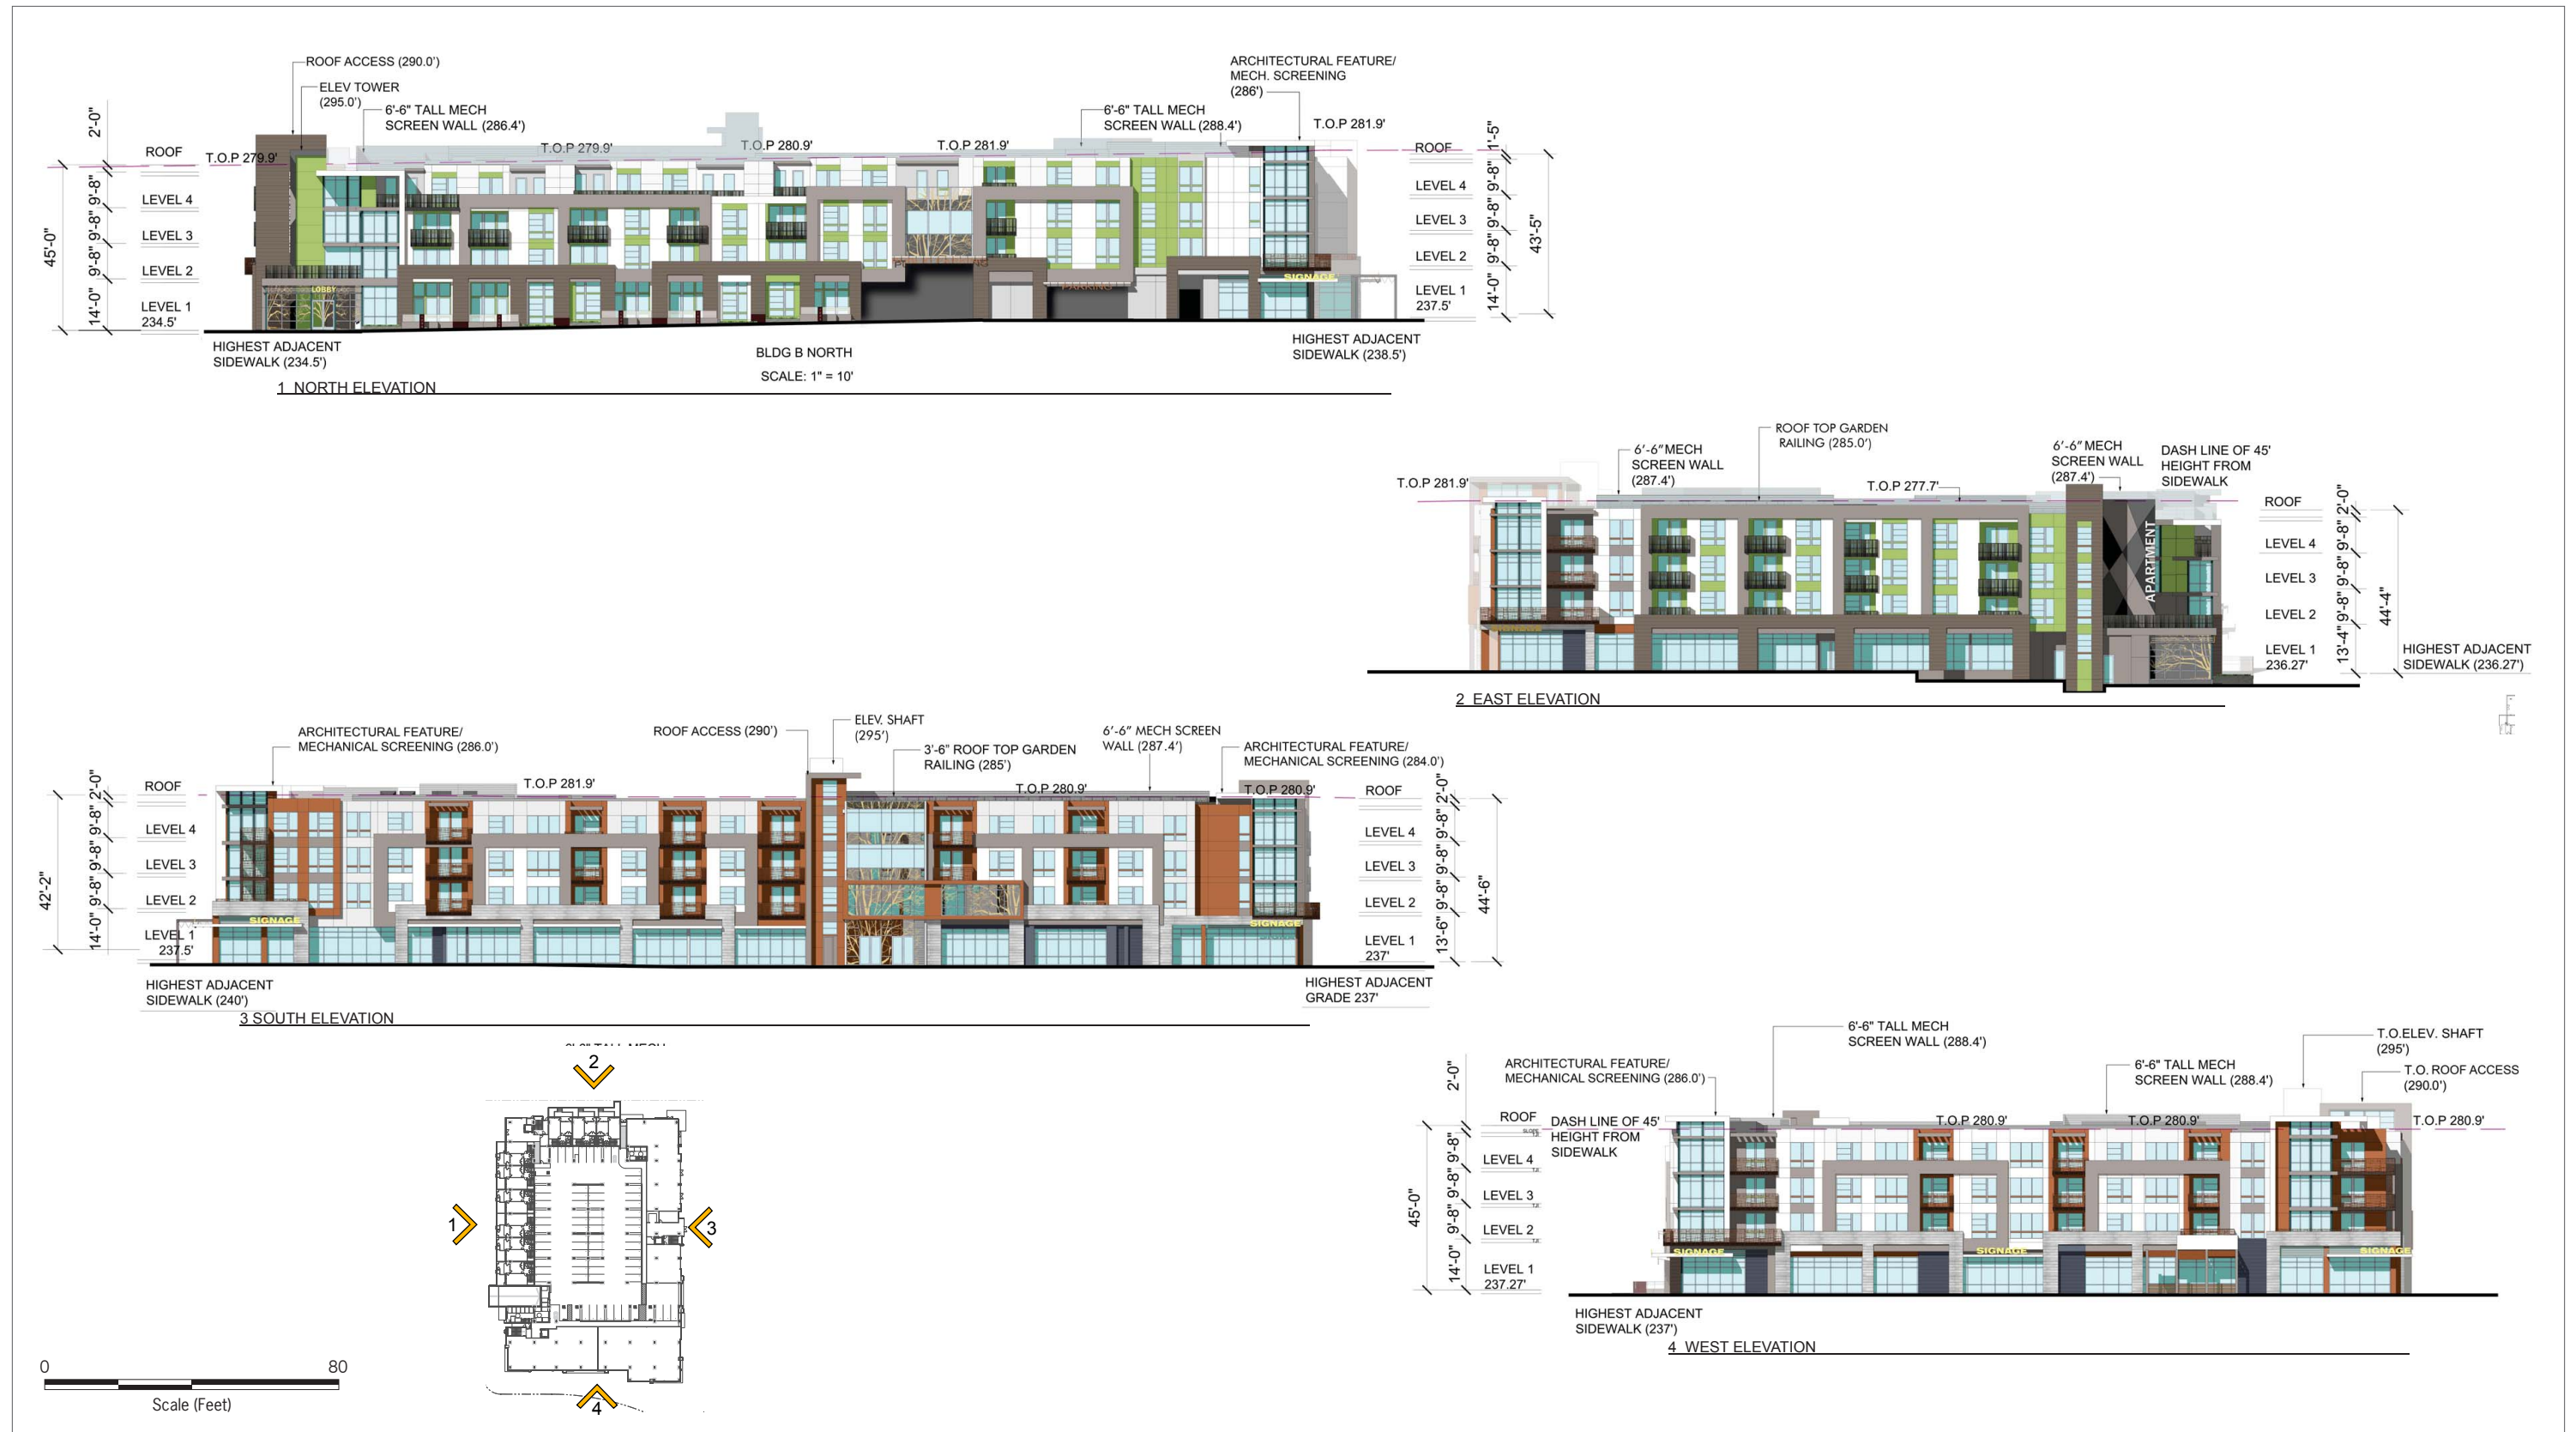 ROOF ACCESS (290.0')
ELEV TOWER
(295.0')
6'-6" TALL MECH
SCREEN WALL (286.4')
ARCHITECTURAL FEATURE/
MECH. SCREENING
(286')
6'-6" TALL MECH
SCREEN WALL (288.4')
T.O.P 281.9'
2'-0"
ROOF
T.O.P 279.9'
T.O.P 279.9'
T.O.P 280.9'
T.O.P 281.9'
ROOF
1'-5"
LEVEL 4
9'-8"
LEVEL 3
9'-8"
LEVEL 2
9'-8"
LEVEL 1
234.5'
14'-0"
45'-0"
LOBBY
PARKING
SIGNAGE
LEVEL 4
9'-8"
LEVEL 3
9'-8"
LEVEL 2
9'-8"
LEVEL 1
237.5'
14'-0"
43'-5"
HIGHEST ADJACENT
SIDEWALK (234.5')
BLDG B NORTH
SCALE: 1" = 10'
HIGHEST ADJACENT
SIDEWALK (238.5')
1 NORTH ELEVATION
ROOF TOP GARDEN
RAILING (285.0')
6'-6" MECH
SCREEN WALL
(287.4')
6'-6" MECH
SCREEN WALL
(287.4')
DASH LINE OF 45'
HEIGHT FROM
SIDEWALK
T.O.P 281.9'
T.O.P 277.7'
ROOF
2'-0"
LEVEL 4
9'-8"
LEVEL 3
9'-8"
LEVEL 2
9'-8"
LEVEL 1
236.27'
13'-4"
44'-4"
APARTMENT
SIGNAGE
HIGHEST ADJACENT
SIDEWALK (236.27')
2 EAST ELEVATION
ARCHITECTURAL FEATURE/
MECHANICAL SCREENING (286.0')
ROOF ACCESS (290')
ELEV. SHAFT
(295')
3'-6" ROOF TOP GARDEN
RAILING (285')
6'-6" MECH SCREEN
WALL (287.4')
ARCHITECTURAL FEATURE/
MECHANICAL SCREENING (284.0')
ROOF
2'-0"
T.O.P 281.9'
T.O.P 280.9'
T.O.P 280.9'
ROOF
2'-0"
LEVEL 4
9'-8"
LEVEL 3
9'-8"
LEVEL 2
9'-8"
LEVEL 1
237.5'
14'-0"
42'-2"
SIGNAGE
SIGNAGE
LEVEL 4
9'-8"
LEVEL 3
9'-8"
LEVEL 2
9'-8"
LEVEL 1
237'
13'-6"
44'-6"
HIGHEST ADJACENT
SIDEWALK (240')
HIGHEST ADJACENT
GRADE 237'
3 SOUTH ELEVATION
6'-6" TALL MECH
SCREEN WALL (288.4')
T.O.ELEV. SHAFT
(295')
ARCHITECTURAL FEATURE/
MECHANICAL SCREENING (286.0')
6'-6" TALL MECH
SCREEN WALL (288.4')
T.O. ROOF ACCESS
(290.0')
2'-0"
ROOF
DASH LINE OF 45'
HEIGHT FROM
SIDEWALK
T.O.P 280.9'
T.O.P 280.9'
T.O.P 280.9'
LEVEL 4
9'-8"
LEVEL 3
9'-8"
LEVEL 2
9'-8"
LEVEL 1
237.27'
14'-0"
45'-0"
SIGNAGE
SIGNAGE
SIGNAGE
HIGHEST ADJACENT
SIDEWALK (237')
4 WEST ELEVATION
2
1
3
4
0
80
Scale (Feet)